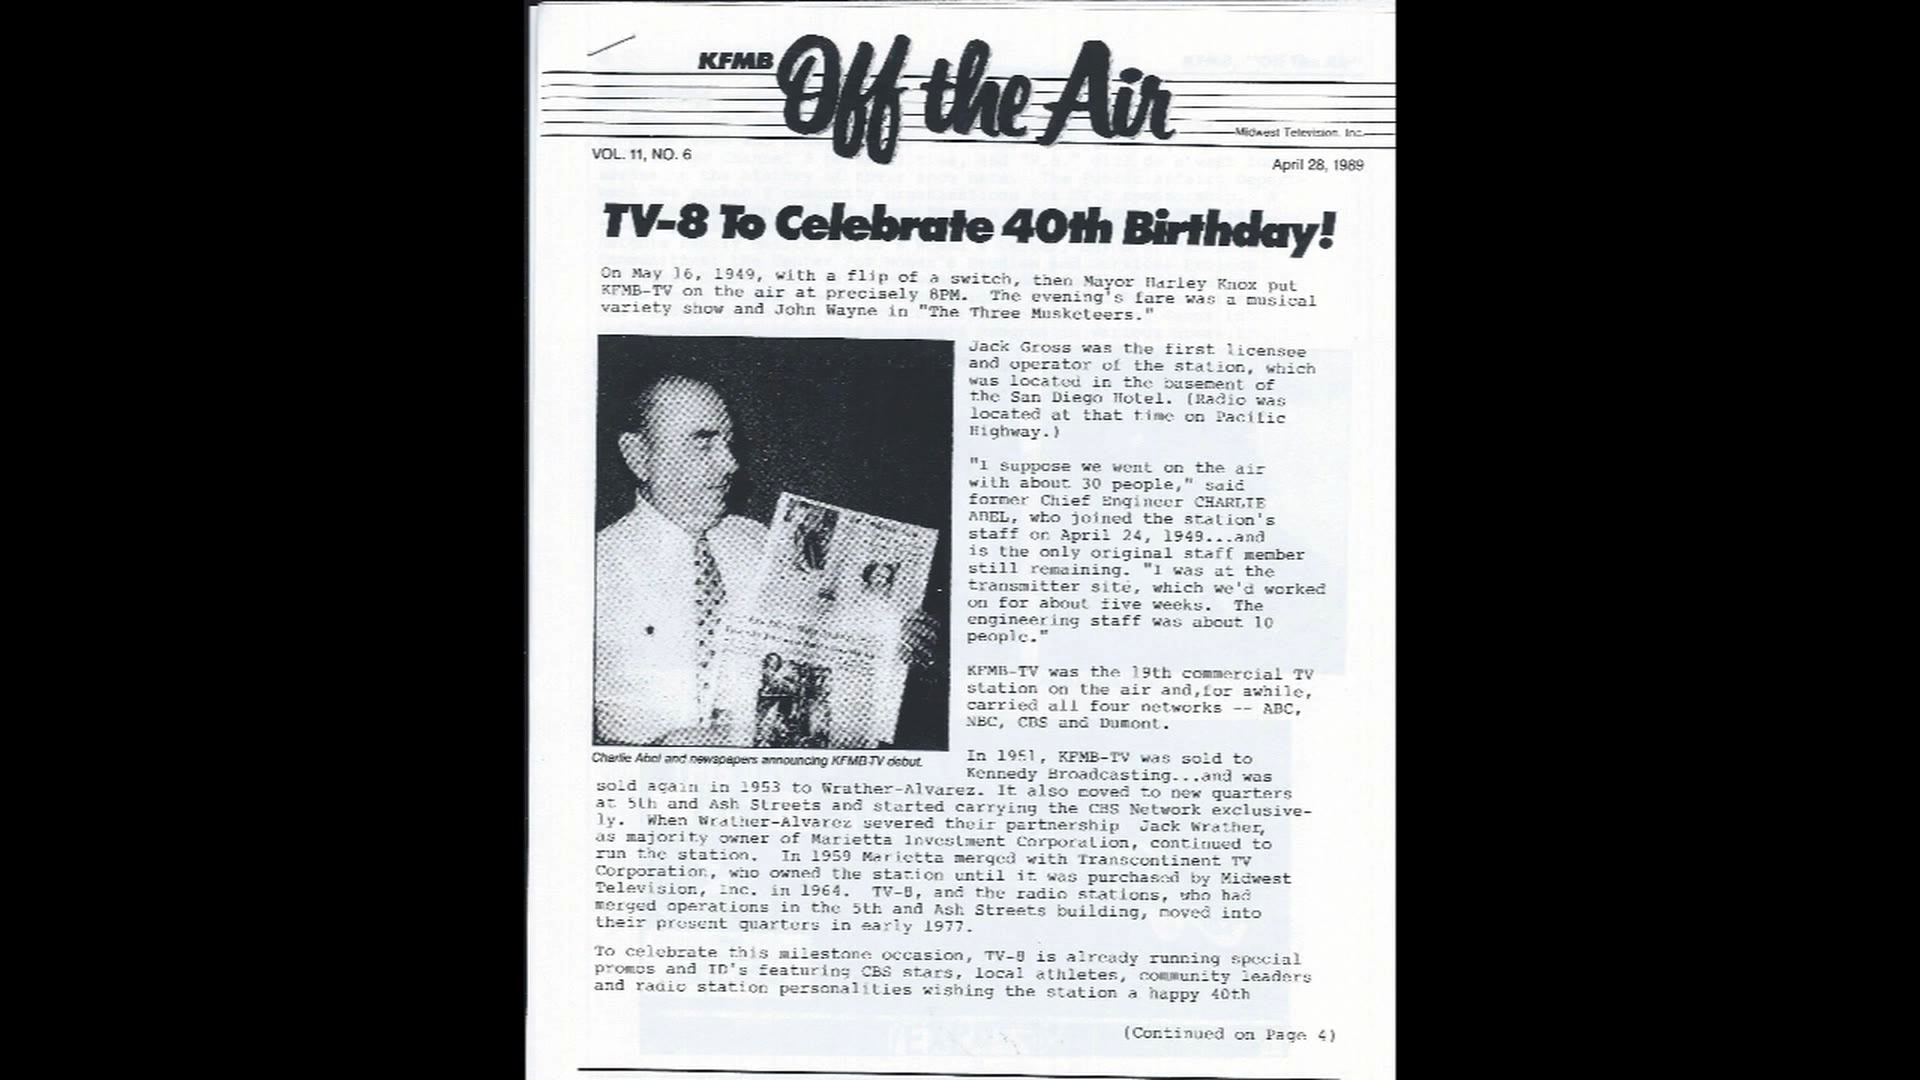 KFMB Off the Air
Midwest Television, Inc.
VOL. 11, NO. 6
April 28, 1989
TV-8 To Celebrate 40th Birthday!
On May 16, 1949, with a flip of a switch, then Mayor Harley Knox put
KFMB-TV on the air at precisely 8PM. The evening's fare was a musical
variety show and John Wayne in "The Three Musketeers."
Jack Gross was the first licensee
and operator of the station, which
was located in the basement of
the San Diego Hotel. (Radio was
located at that time on Pacific
Highway.)
"I suppose we went on the air
with about 30 people," said
former Chief Engineer CHARLIE
ABEL, who joined the station's
staff on April 24, 1949...and
is the only original staff member
still remaining. "I was at the
transmitter site, which we'd worked
on for about five weeks. The
engineering staff was about 10
people."
KFMB-TV was the 19th commercial TV
station on the air and,for awhile,
carried all four networks -- ABC,
NBC, CBS and Dumont.
Charlie Abel and newspapers announcing KFMB-TV debut.
In 1951, KFMB-TV was sold to
Kennedy Broadcasting...and was
sold again in 1953 to Wrather-Alvarez. It also moved to new quarters
at 5th and Ash Streets and started carrying the CBS Network exclusive-
ly. When Wrather-Alvarez severed their partnership Jack Wrather,
as majority owner of Marietta Investment Corporation, continued to
run the station. In 1959 Marietta merged with Transcontinent TV
Corporation, who owned the station until it was purchased by Midwest
Television, Inc. in 1964. TV-8, and the radio stations, who had
merged operations in the 5th and Ash Streets building, moved into
their present quarters in early 1977.
To celebrate this milestone occasion, TV-8 is already running special
promos and ID's featuring CBS stars, local athletes, community leaders
and radio station personalities wishing the station a happy 40th
(Continued on Page 4)